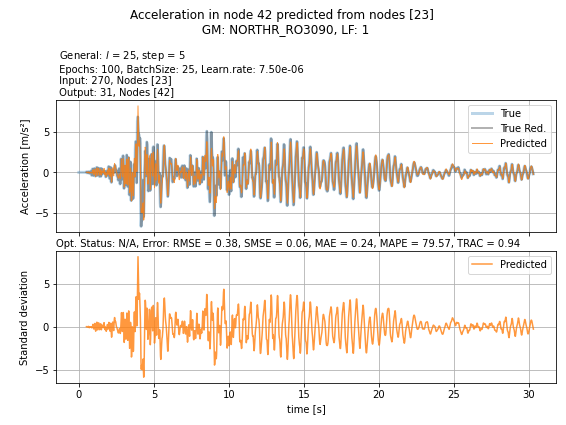 Acceleration in node 42 predicted from nodes [23]
GM: NORTHR_RO3090, LF: 1
General: l = 25, step = 5
Epochs: 100, BatchSize: 25, Learn.rate: 7.50e-06
Input: 270, Nodes [23]
Output: 31, Nodes [42]
True
True Red.
Predicted
Acceleration [m/s²]
5
0
−5
Opt. Status: N/A, Error: RMSE = 0.38, SMSE = 0.06, MAE = 0.24, MAPE = 79.57, TRAC = 0.94
Predicted
Standard deviation
5
0
−5
0 5 10 15 20 25 30
time [s]